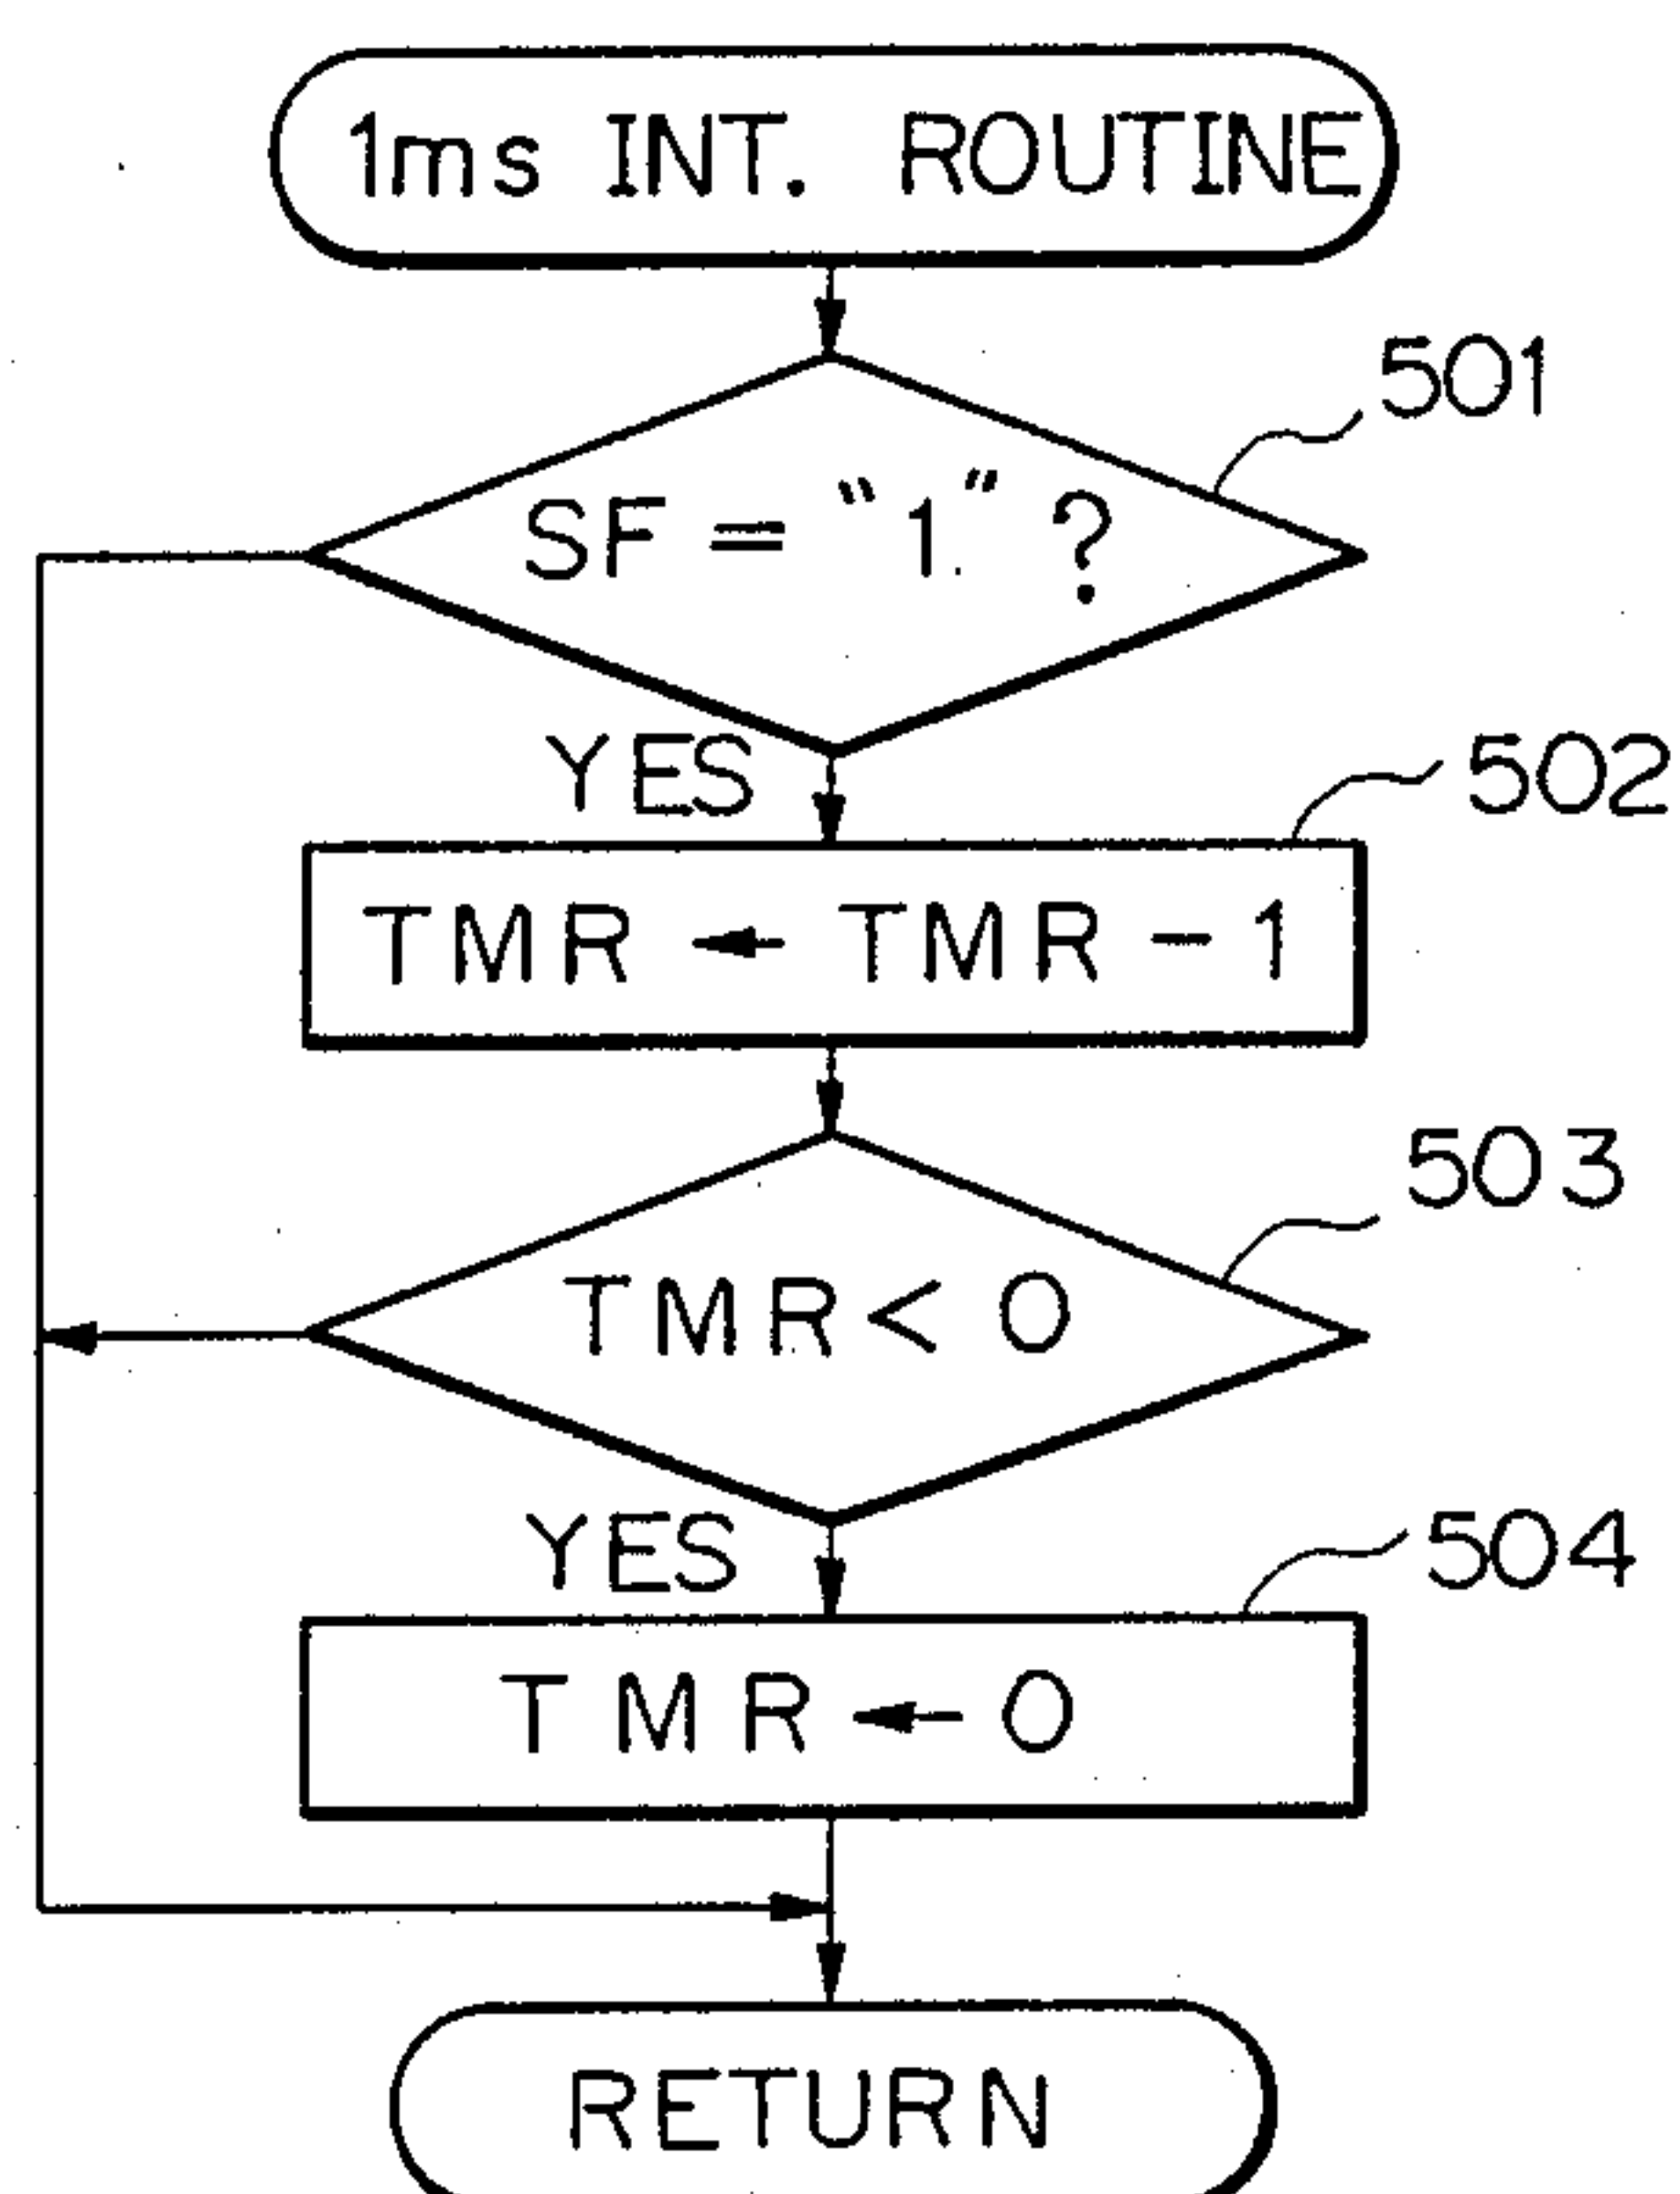 1ms INT. ROUTINE
501
SF = "1" ?
YES
502
TMR ← TMR - 1
503
TMR < 0
YES
504
TMR ← 0
RETURN